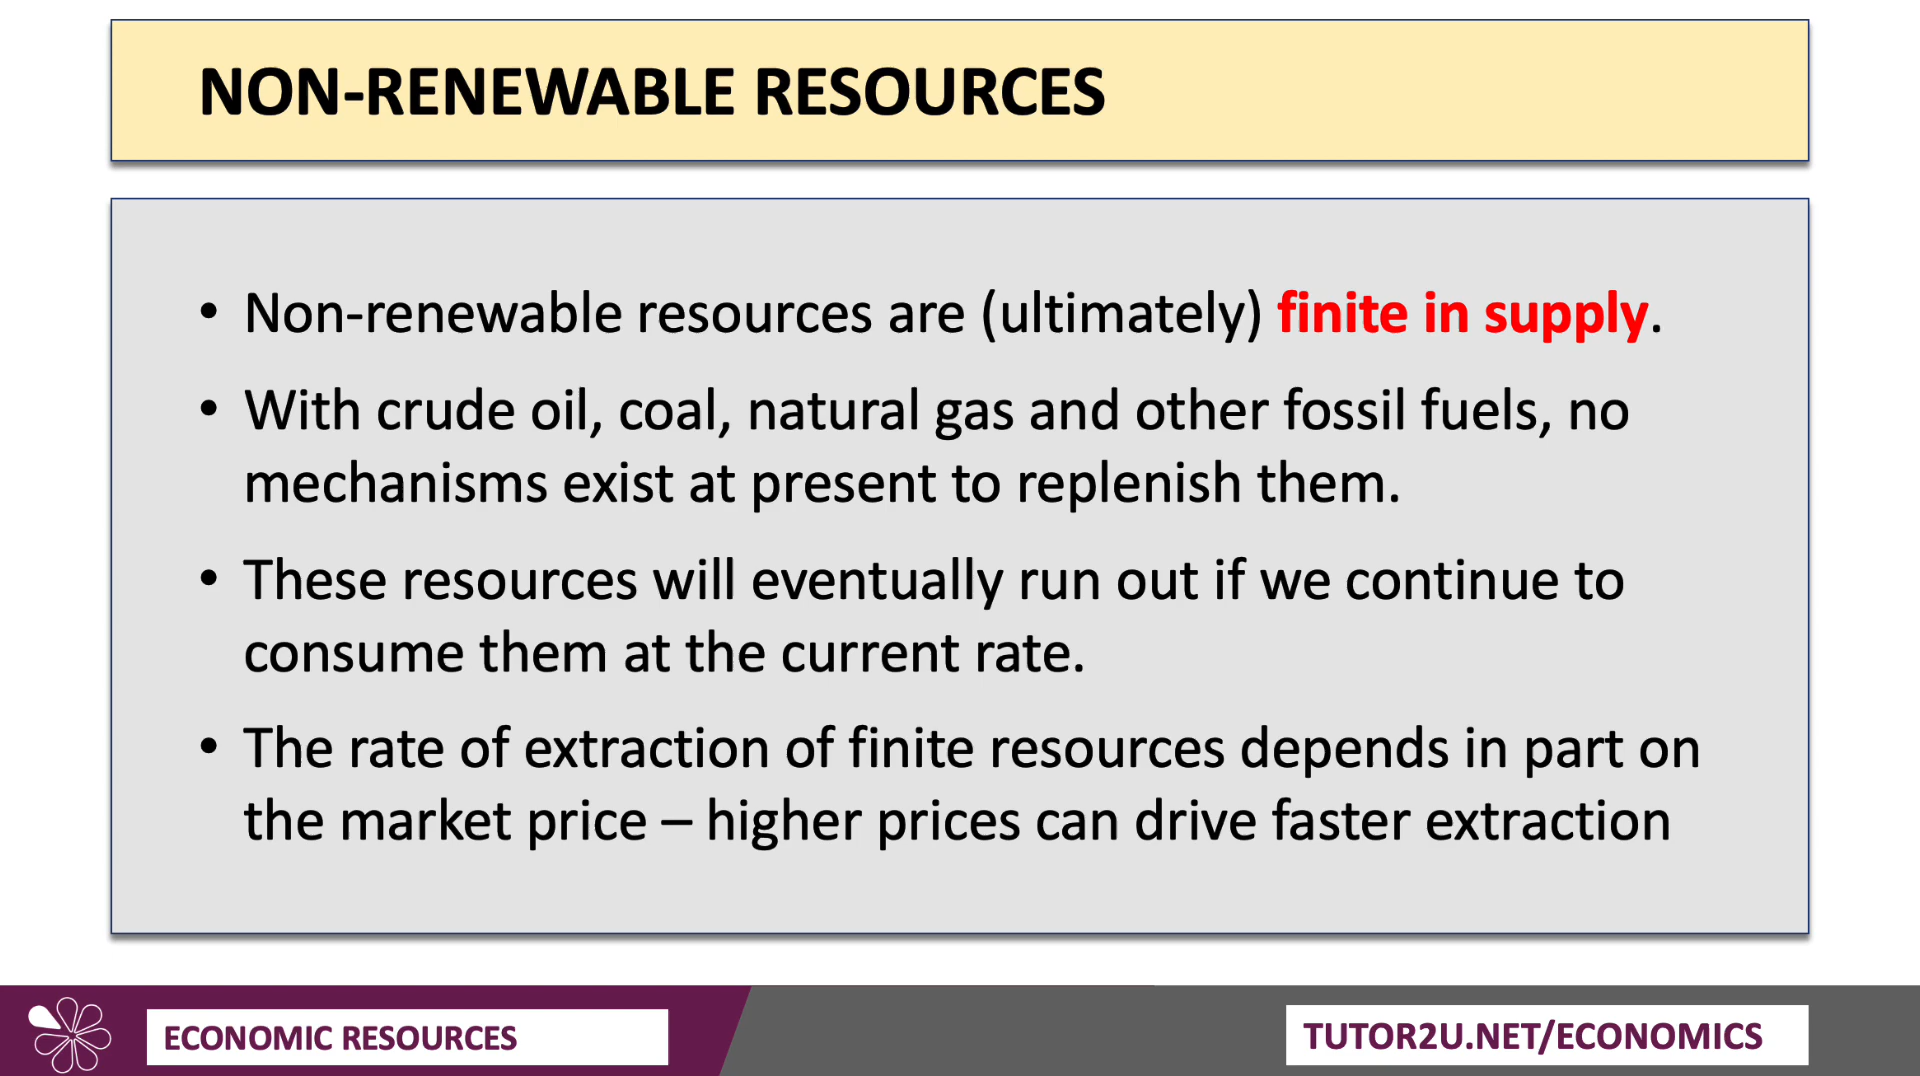 NON-RENEWABLE RESOURCES
• Non-renewable resources are (ultimately) finite in supply.
• With crude oil, coal, natural gas and other fossil fuels, no
mechanisms exist at present to replenish them.
• These resources will eventually run out if we continue to
consume them at the current rate.
• The rate of extraction of finite resources depends in part on
the market price – higher prices can drive faster extraction
ECONOMIC RESOURCES
TUTOR2U.NET/ECONOMICS